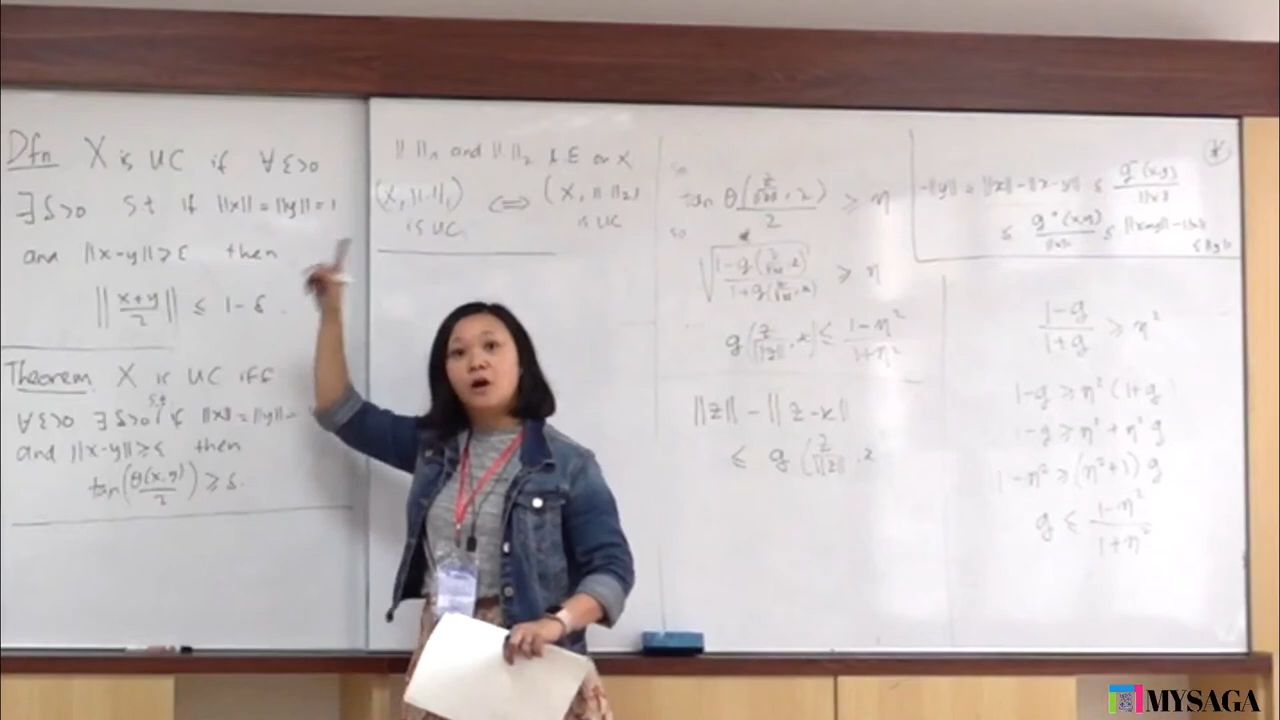 Dfn X is UC if ∀ε>0
∃δ>0 st if ||x||=||y||=1
and ||x-y||≥ε then
||x+y/2|| ≤ 1-δ.
Theorem X is UC iff
∀ε>0 ∃δ>0 s.t. if ||x||=||y||=
and ||x-y||≥ε then
tan(θ(x,y)/2) ≥ δ.
|| ||₁ and || ||₂ on X
(X, ||·||₁) ⟺ (X, || ||₂)
is UC is UC
so
tan θ(z/||z||, x)/2 ≥ η
so
√(1-g(z/||z||, x)/1+g(z/||z||, x)) ≥ η
g(z/||z||, x) ≤ 1-η²/1+η²
||z|| - ||z-x||
≤ g(z/||z||, x
*
-||y|| ≤ ||x||-||x-y|| ≤ g⁻(x,y)/||x||
≤ g⁺(x,y)/||x|| ≤ ||x+y||-||x||
≤ ||y||
1-g/1+g ≥ η²
1-g ≥ η²(1+g)
1-g ≥ η²+η²g
1-η² ≥ (η²+1)g
g ≤ 1-η²/1+η²
MYSAGA